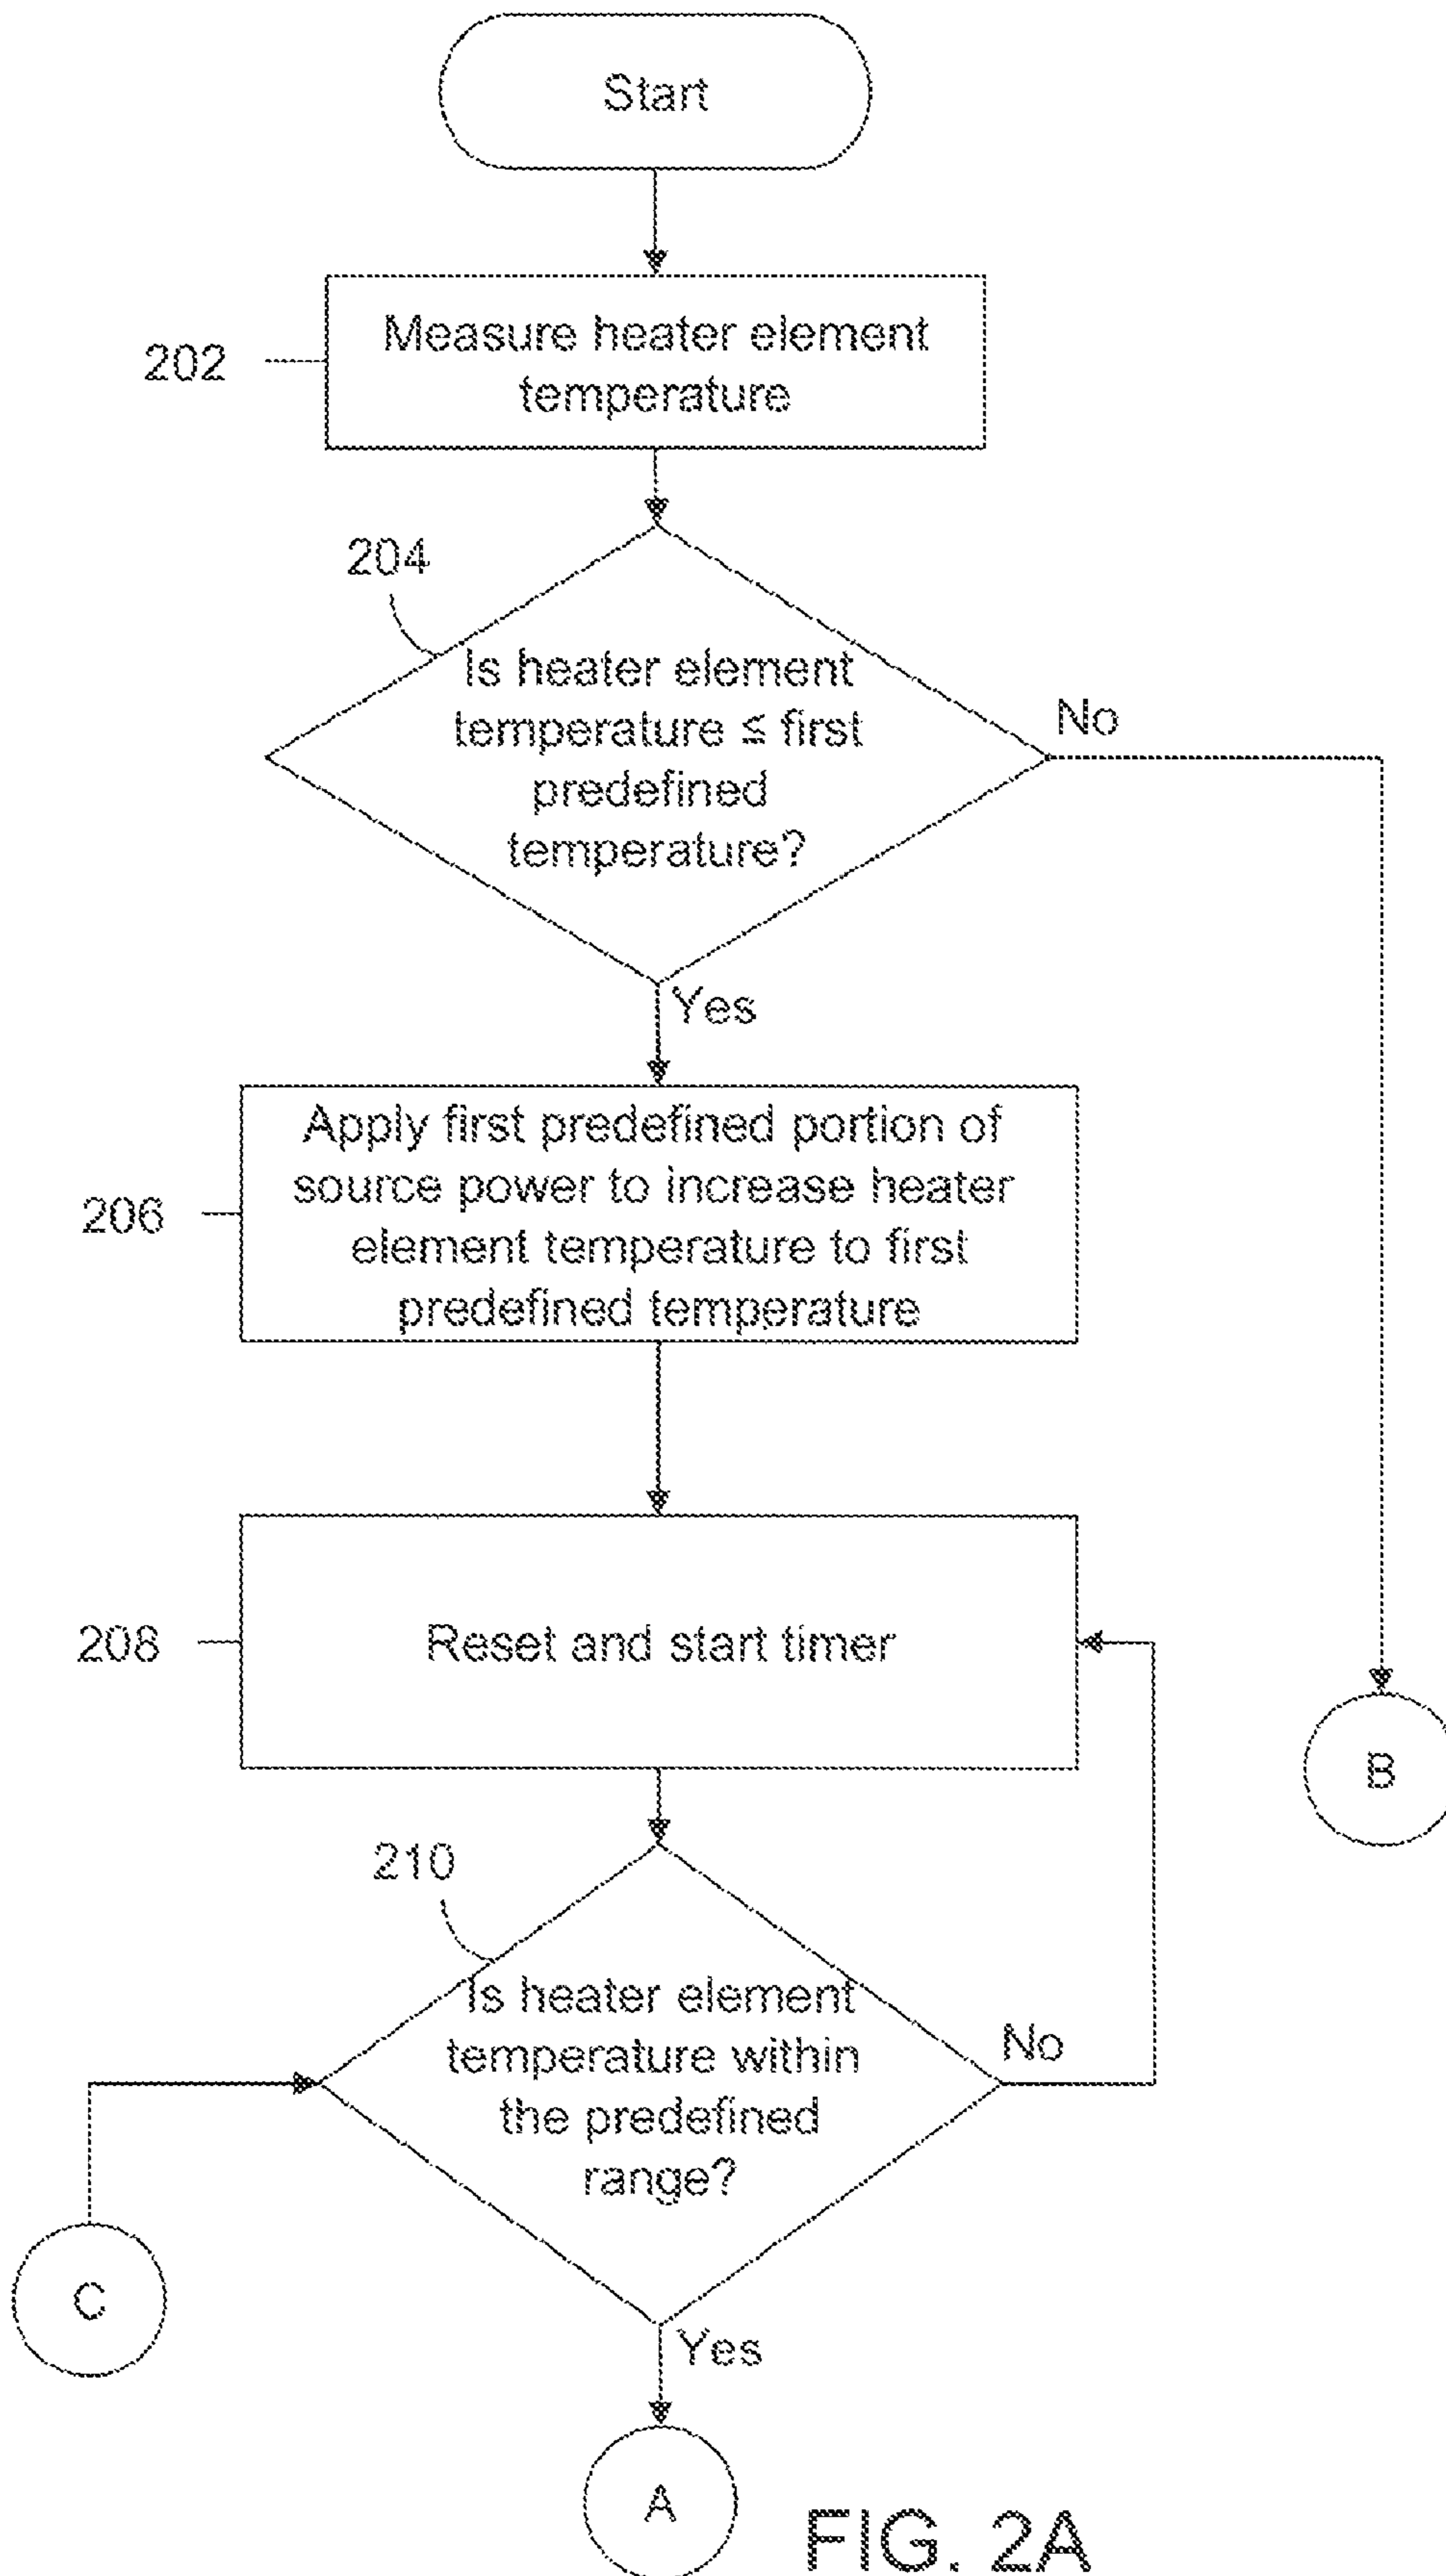 Start
202
Measure heater element
temperature
204
Is heater element
temperature ≤ first
predefined
temperature?
No
Yes
206
Apply first predefined portion of
source power to increase heater
element temperature to first
predefined temperature
208
Reset and start timer
B
210
Is heater element
temperature within
the predefined
range?
No
C
Yes
A
FIG. 2A